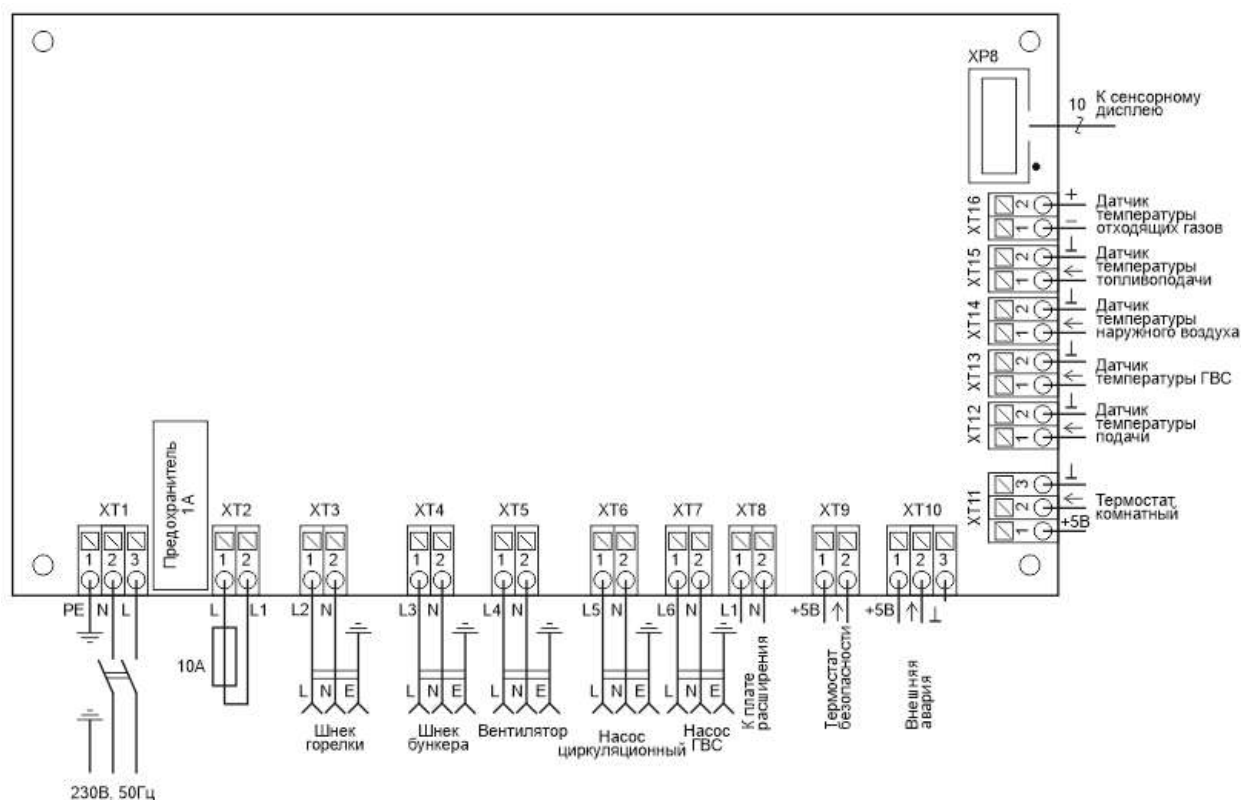 XP8
10
К сенсорному
дисплею
XT16
2
1
+
−
Датчик
температуры
отходящих газов
XT15
2
1
Датчик
температуры
топливоподачи
XT14
2
1
Датчик
температуры
наружного воздуха
XT13
2
1
Датчик
температуры ГВС
XT12
2
1
Датчик
температуры
подачи
XT11
3
2
1
+5В
Термостат
комнатный
Предохранитель
1А
XT1
XT2
XT3
XT4
XT5
XT6
XT7
XT8
XT9
XT10
1 2 3
1 2
1 2
1 2
1 2
1 2
1 2
1 2
1 2
1 2 3
PE N L
L L1
L2 N
L3 N
L4 N
L5 N
L6 N
L1 N
+5В
+5В
10А
L N E
L N E
L N E
L N E
L N E
Шнек
горелки
Шнек
бункера
Вентилятор
Насос
циркуляционный
Насос
ГВС
К плате
расширения
Термостат
безопасности
Внешняя
авария
230В, 50Гц